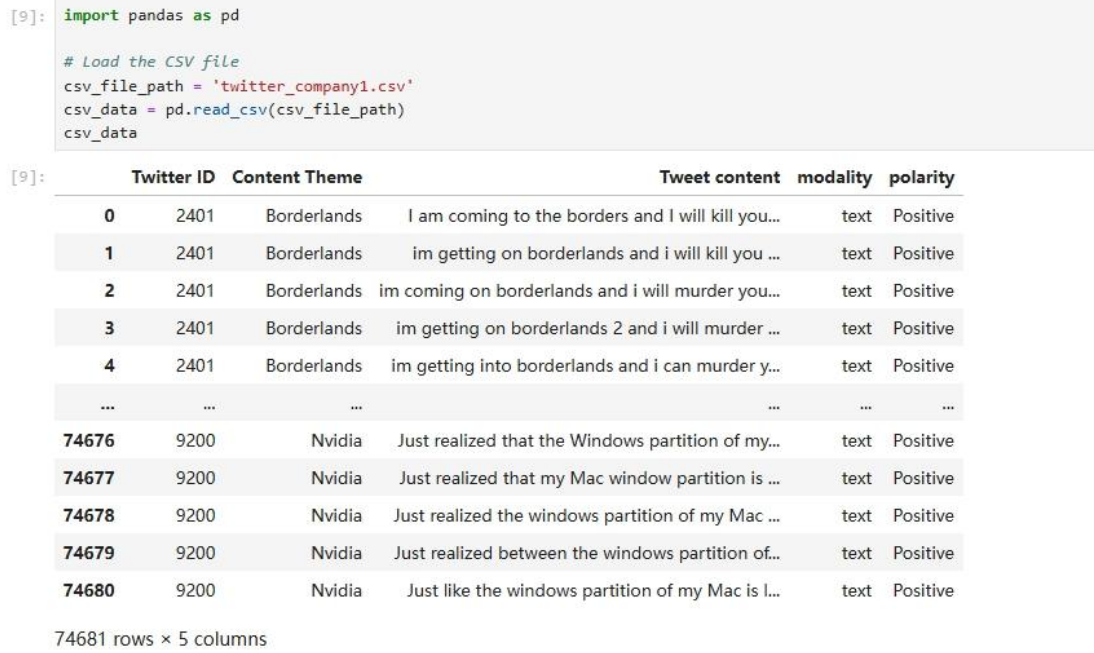 [9]: import pandas as pd
# Load the CSV file
csv_file_path = 'twitter_company1.csv'
csv_data = pd.read_csv(csv_file_path)
csv_data
[9]: Twitter ID Content Theme Tweet content modality polarity
0 2401 Borderlands I am coming to the borders and I will kill you... text Positive
1 2401 Borderlands im getting on borderlands and i will kill you ... text Positive
2 2401 Borderlands im coming on borderlands and i will murder you... text Positive
3 2401 Borderlands im getting on borderlands 2 and i will murder ... text Positive
4 2401 Borderlands im getting into borderlands and i can murder y... text Positive
... ... ... ... ... ...
74676 9200 Nvidia Just realized that the Windows partition of my... text Positive
74677 9200 Nvidia Just realized that my Mac window partition is ... text Positive
74678 9200 Nvidia Just realized the windows partition of my Mac ... text Positive
74679 9200 Nvidia Just realized between the windows partition of... text Positive
74680 9200 Nvidia Just like the windows partition of my Mac is l... text Positive
74681 rows × 5 columns